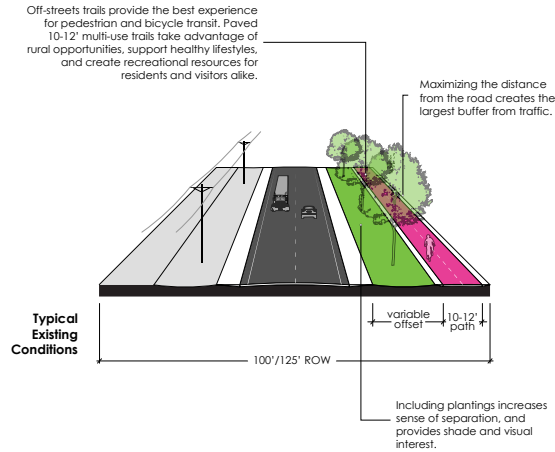 Off-streets trails provide the best experience
for pedestrian and bicycle transit. Paved
10-12' multi-use trails take advantage of
rural opportunities, support healthy lifestyles,
and create recreational resources for
residents and visitors alike.
Maximizing the distance
from the road creates the
largest buffer from traffic.
Typical
Existing
Conditions
variable
offset
10-12'
path
100'/125' ROW
Including plantings increases
sense of separation, and
provides shade and visual
interest.